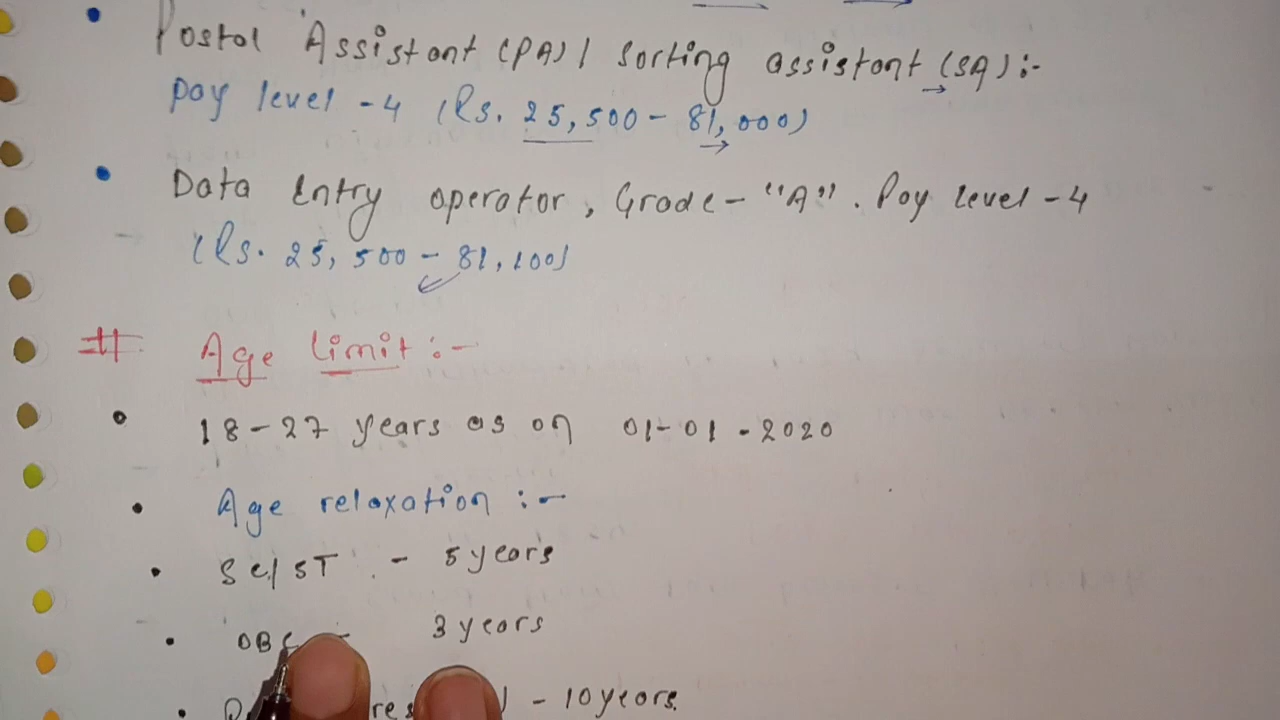 • Postal Assistant (PA) / Sorting assistant (SA) :-
Pay level - 4 (Rs. 25,500 - 81,000)
• Data Entry operator, Grade - "A". Pay level - 4
(Rs. 25,500 - 81,100)
# Age limit :-
• 18-27 years as on 01-01-2020
• Age relaxation :-
• SC/ST - 5 years
• OBC - 3 years
• - 10 years.